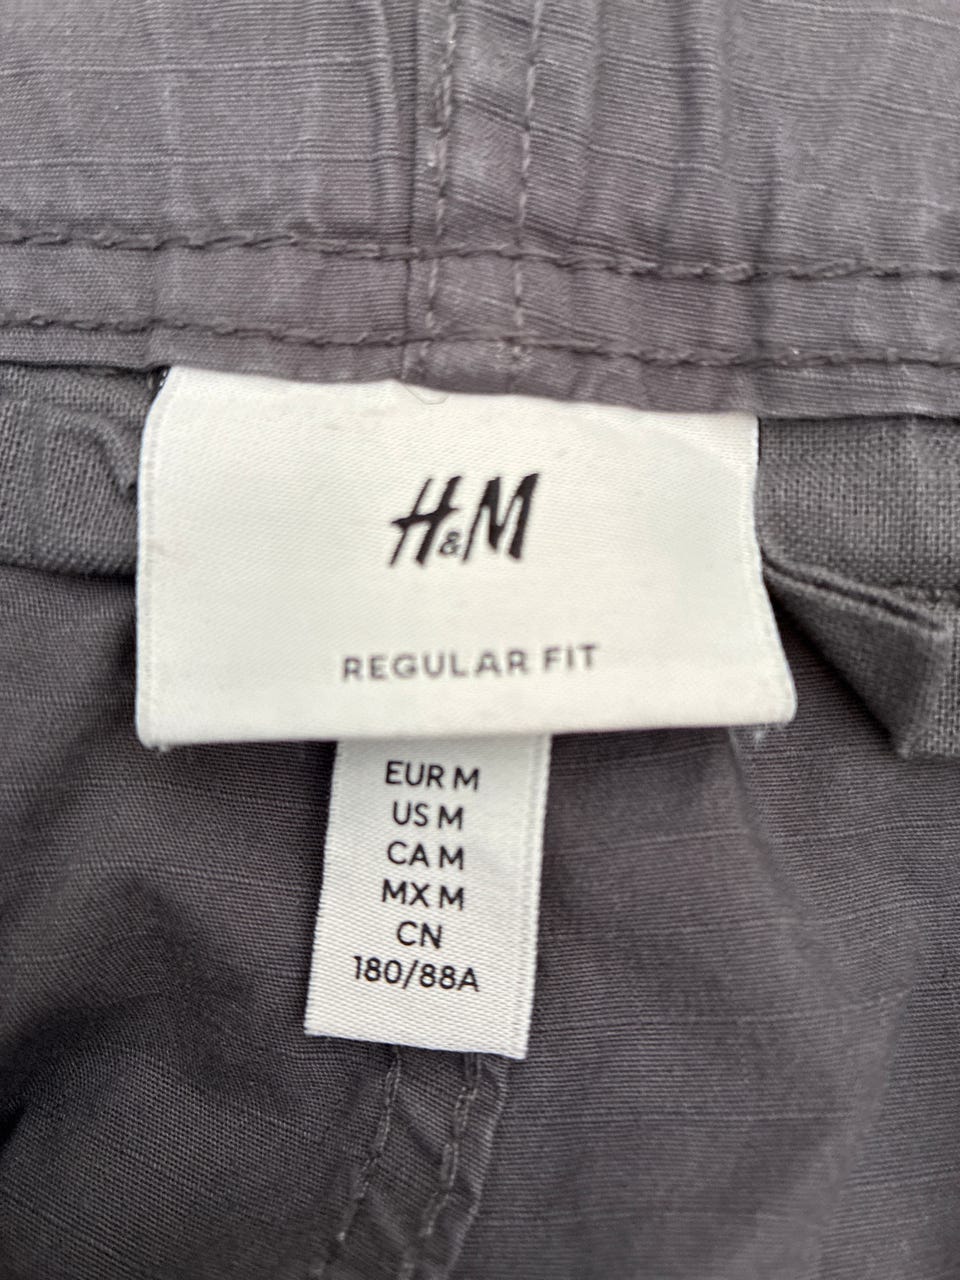 H&M
REGULAR FIT
EUR M
US M
CA M
MX M
CN
180/88A